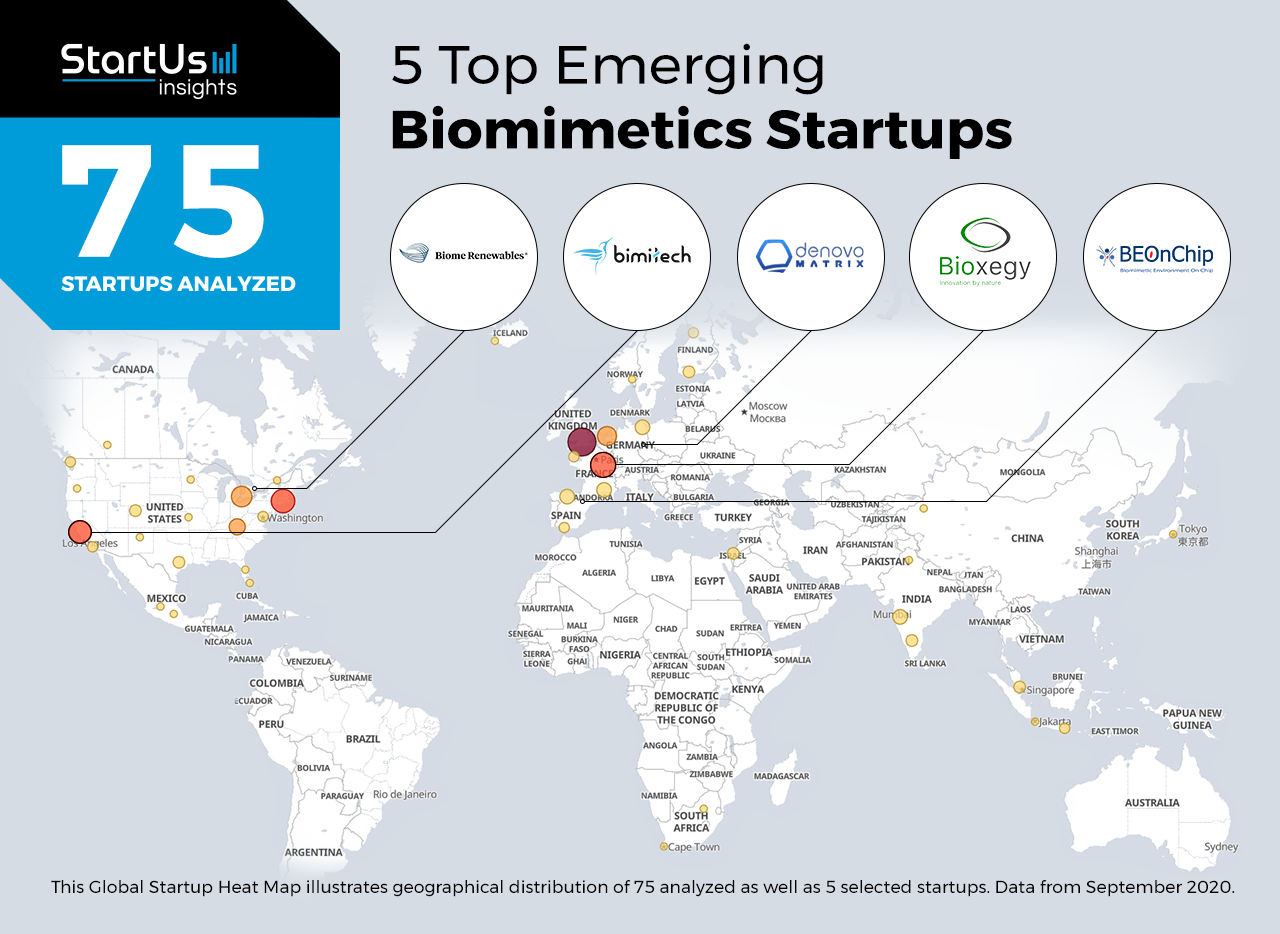 StartUs
insights
75
STARTUPS ANALYZED
5 Top Emerging
Biomimetics Startups
Biome Renewables®
bimitech
denovo
MATRIX
Bioxegy
Innovation by nature
BEOnChip
Biomimetic Environment On Chip
ICELAND
FINLAND
NORWAY
ESTONIA
LATVIA
DENMARK
UNITED
KINGDOM
BELARUS
Moscow
Москва
CANADA
GERMANY
Paris
UKRAINE
FRANCE
AUSTRIA
ROMANIA
KAZAKHSTAN
MONGOLIA
ANDORRA
ITALY
BULGARIA
GEORGIA
UZBEKISTAN
TAJIKISTAN
SPAIN
GREECE
TURKEY
UNITED
STATES
Washington
Los Angeles
SOUTH
KOREA
Tokyo
東京都
CHINA
Shanghai
上海市
SYRIA
ISRAEL
IRAN
AFGHANISTAN
PAKISTAN
MOROCCO
TUNISIA
ALGERIA
LIBYA
EGYPT
SAUDI
ARABIA
UNITED ARAB
EMIRATES
NEPAL
JTAN
BANGLADESH
TAIWAN
MEXICO
CUBA
JAMAICA
GUATEMALA
NICARAGUA
PANAMA
MAURITANIA
MALI
NIGER
CHAD
SUDAN
ERITREA
YEMEN
INDIA
Mumbai
MYANMAR
LAOS
VIETNAM
SENEGAL
BURKINA
FASO
SIERRA
LEONE
GHAI
NIGERIA
CENTRAL
AFRICAN
REPUBLIC
SOUTH
SUDAN
ETHIOPIA
SOMALIA
SRI LANKA
VENEZUELA
SURINAME
COLOMBIA
ECUADOR
PERU
BRAZIL
KENYA
DEMOCRATIC
REPUBLIC OF
THE CONGO
BRUNEI
Singapore
Jakarta
EAST TIMOR
PAPUA NEW
GUINEA
BOLIVIA
PARAGUAY
Rio de Janeiro
ARGENTINA
ANGOLA
ZAMBIA
ZIMBABWE
MADAGASCAR
NAMIBIA
SOUTH
AFRICA
Cape Town
AUSTRALIA
Sydney
This Global Startup Heat Map illustrates geographical distribution of 75 analyzed as well as 5 selected startups. Data from September 2020.